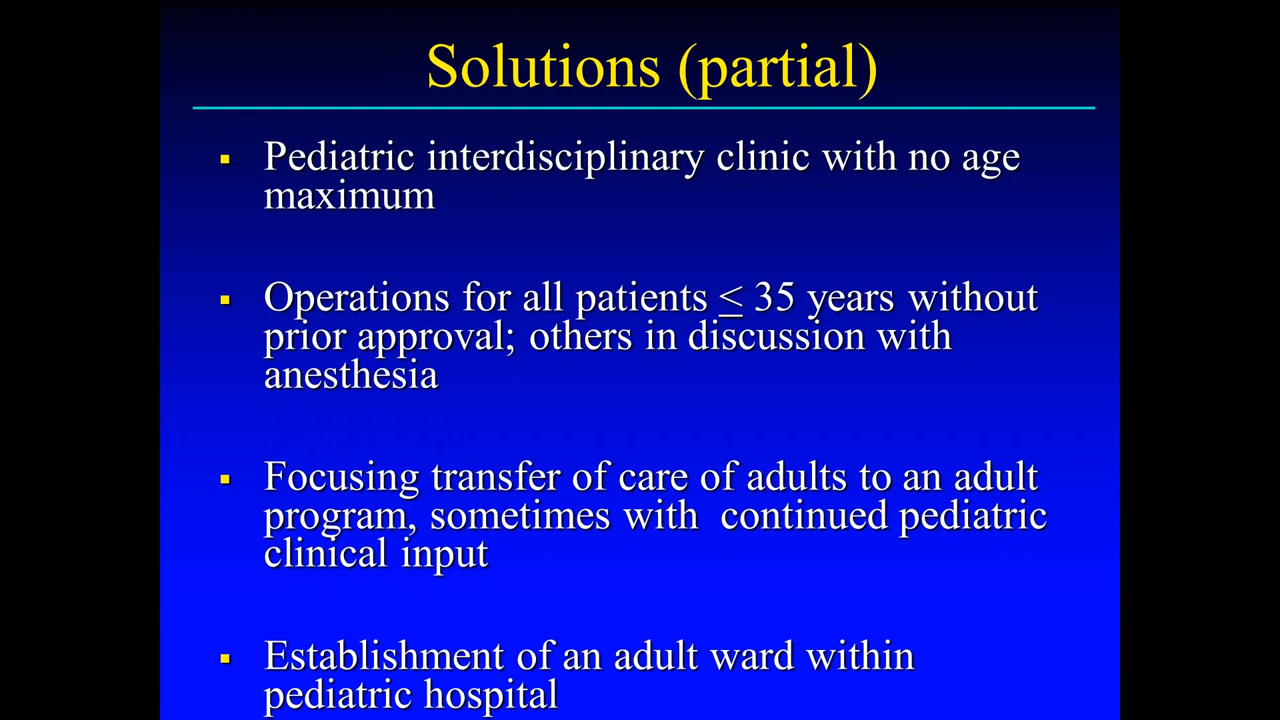 Solutions (partial)
▪ Pediatric interdisciplinary clinic with no age
maximum
▪ Operations for all patients ≤ 35 years without
prior approval; others in discussion with
anesthesia
▪ Focusing transfer of care of adults to an adult
program, sometimes with  continued pediatric
clinical input
▪ Establishment of an adult ward within
pediatric hospital